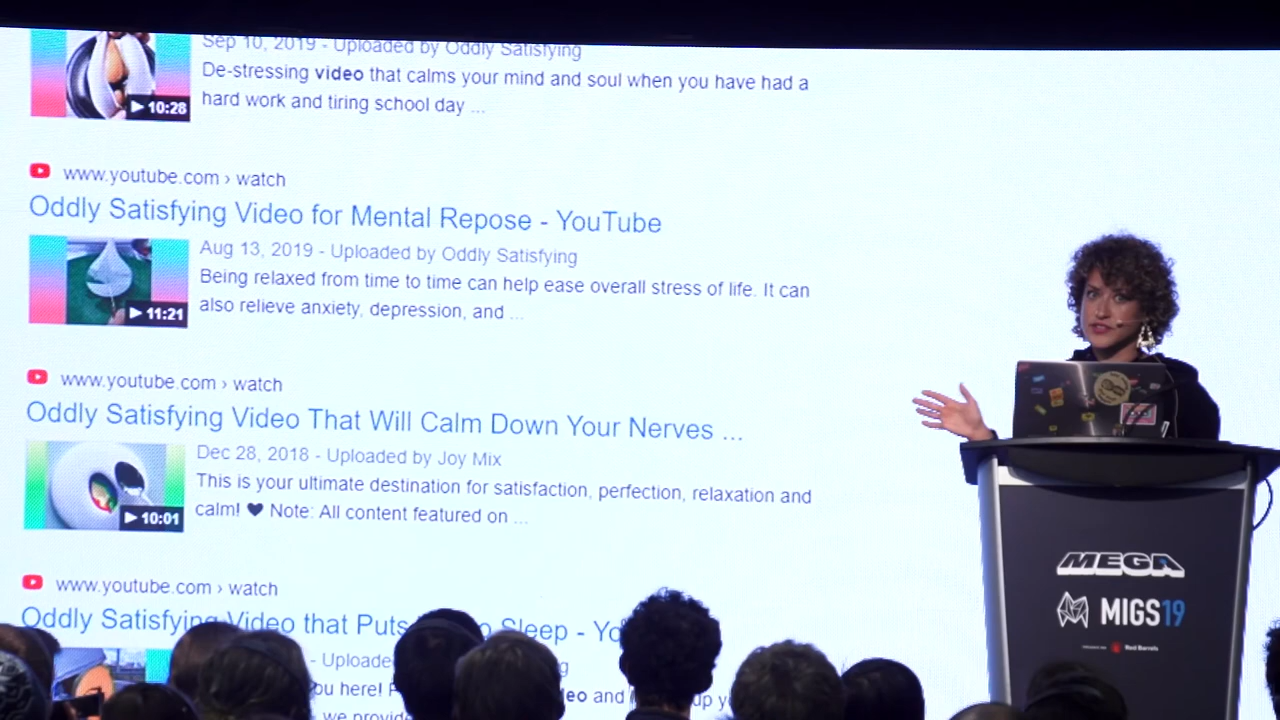 Sep 10, 2019 - Uploaded by Oddly Satisfying
De-stressing video that calms your mind and soul when you have had a
hard work and tiring school day ...
10:28
www.youtube.com › watch
Oddly Satisfying Video for Mental Repose - YouTube
Aug 13, 2019 - Uploaded by Oddly Satisfying
Being relaxed from time to time can help ease overall stress of life. It can
also relieve anxiety, depression, and ...
11:21
www.youtube.com › watch
Oddly Satisfying Video That Will Calm Down Your Nerves ...
Dec 28, 2018 - Uploaded by Joy Mix
This is your ultimate destination for satisfaction, perfection, relaxation and
calm! ♥ Note: All content featured on ...
10:01
www.youtube.com › watch
Oddly Satisfying Video that Puts Sleep -
and
MEGA
MIGS19
Red Barrels